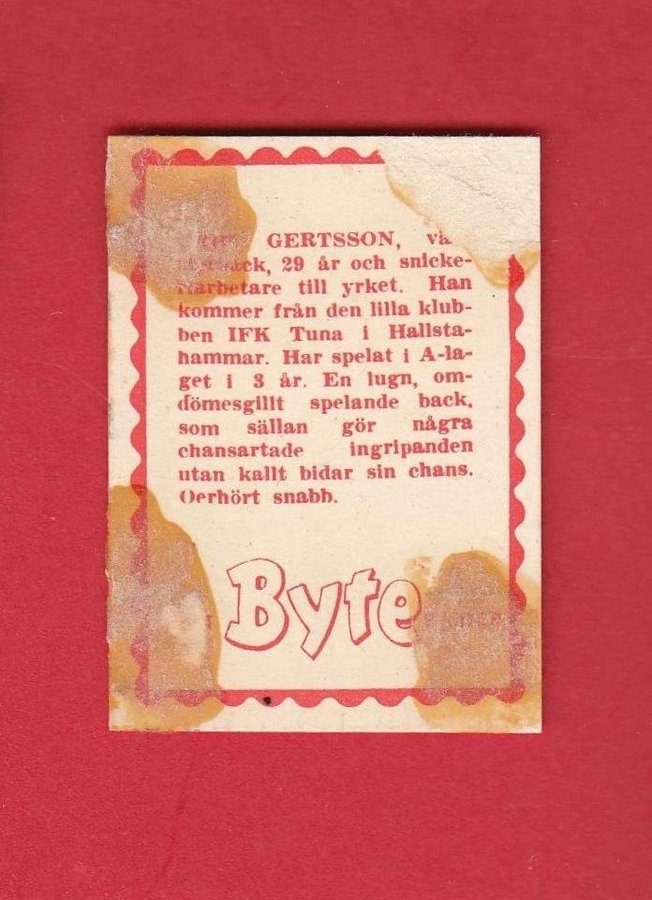 GERTSSON,
29 år och snicke-
riarbetare till yrket. Han
kommer från den lilla klub-
ben IFK Tuna i Hallsta-
hammar. Har spelat i A-la-
get i 3 år. En lugn, om-
dömesgillt spelande back,
som sällan gör några
chansartade ingripanden
utan kallt bidar sin chans.
Oerhört snabb.
Byte